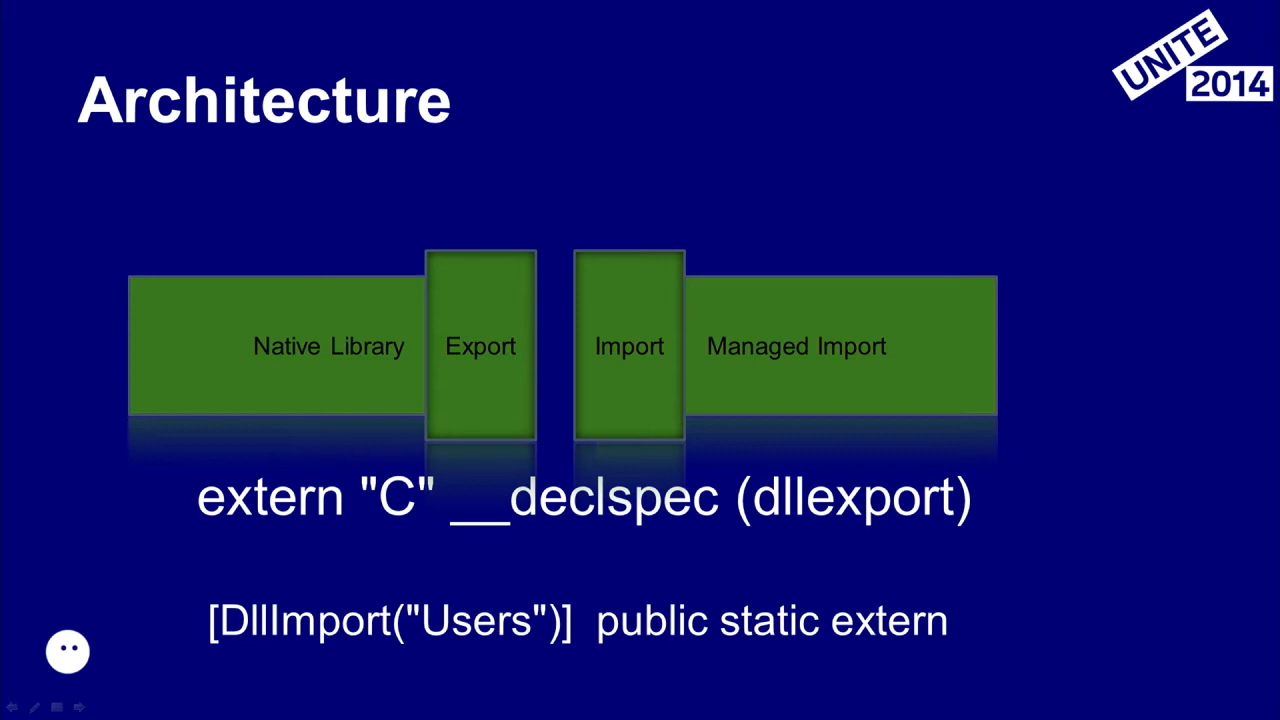 UNITE
2014
Architecture
Native Library
Export
Import
Managed Import
extern "C" __declspec (dllexport)
[DllImport("Users")]  public static extern